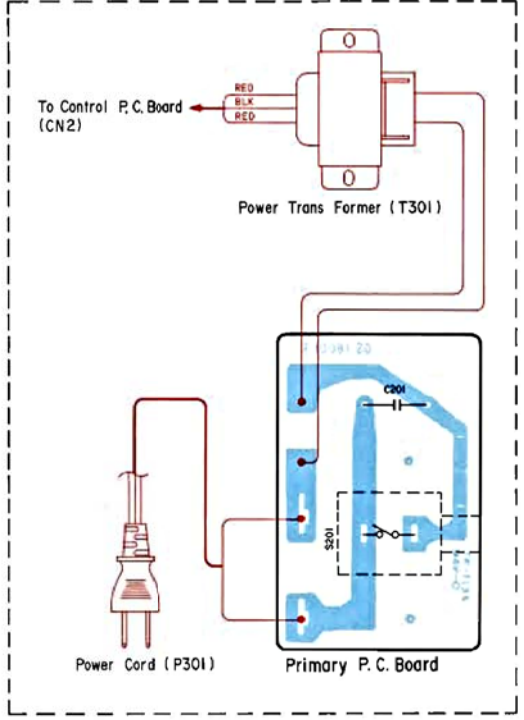 RED
BLK
RED
To Control P. C. Board
(CN2)
Power Trans Former (T301)
C201
S201
Power Cord (P301)
Primary P. C. Board